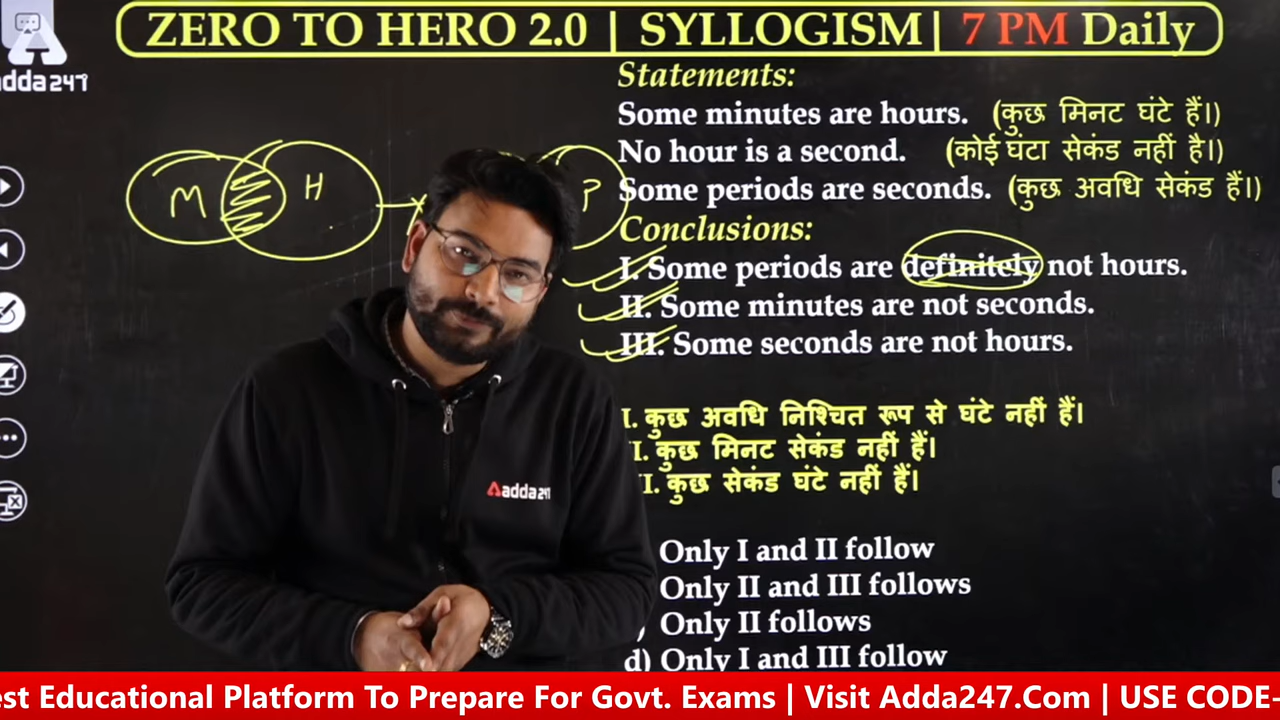 ZERO TO HERO 2.0 | SYLLOGISM | 7 PM Daily
adda247
Statements:
Some minutes are hours. (कुछ मिनट घंटे हैं।)
No hour is a second. (कोई घंटा सेकंड नहीं है।)
Some periods are seconds. (कुछ अवधि सेकंड हैं।)
M H P
Conclusions:
I. Some periods are definitely not hours.
II. Some minutes are not seconds.
III. Some seconds are not hours.
I. कुछ अवधि निश्चित रूप से घंटे नहीं हैं।
I. कुछ मिनट सेकंड नहीं हैं।
I. कुछ सेकंड घंटे नहीं हैं।
adda247
Only I and II follow
Only II and III follows
) Only II follows
d) Only I and III follow
Educational Platform To Prepare For Govt. Exams | Visit Adda247.Com | USE CODE-